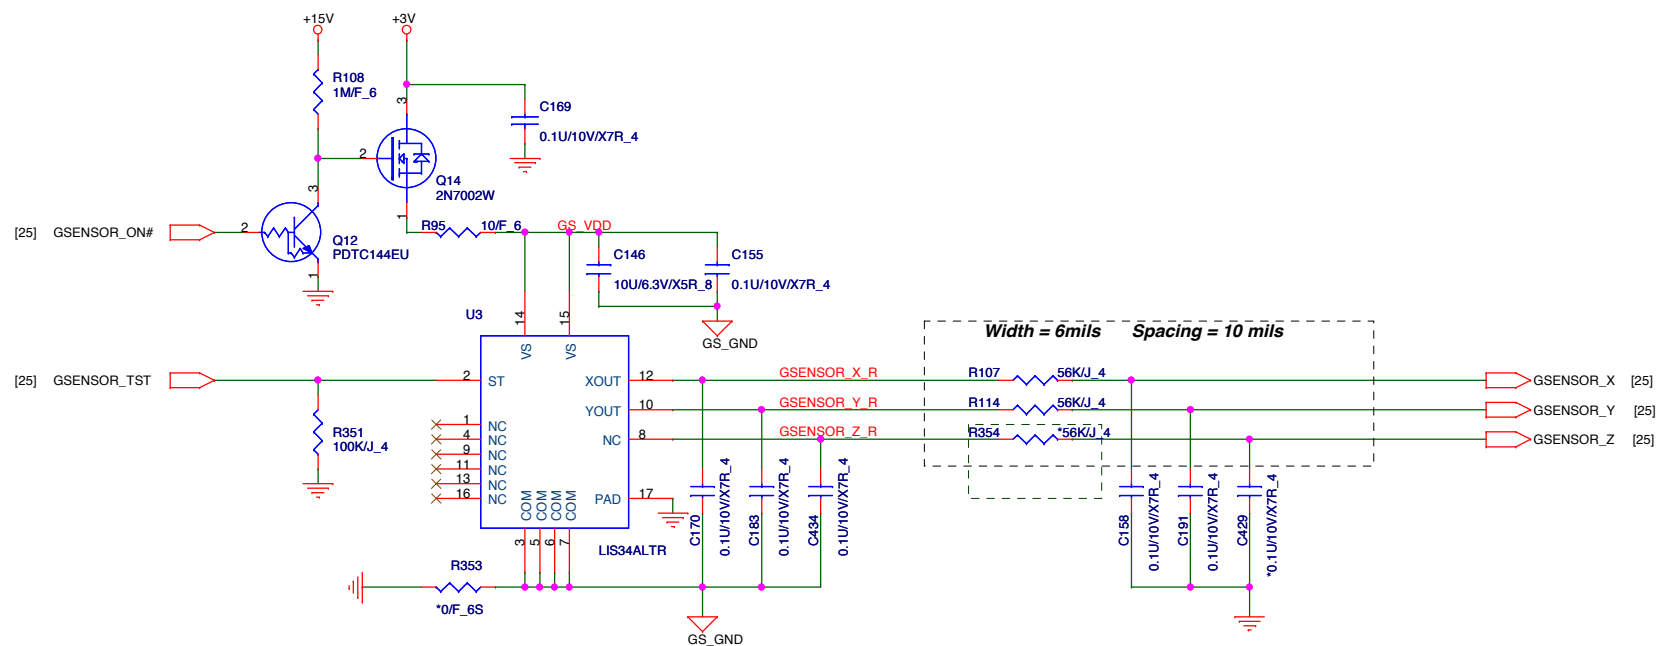 +15V
+3V
R108
1M/F_6
3
C169
0.1U/10V/X7R_4
2
Q14
2N7002W
3
1
[25] GSENSOR_ON#
2
Q12
PDTC144EU
1
R95 10/F_6
GS_VDD
C146
10U/6.3V/X5R_8
C155
0.1U/10V/X7R_4
GS_GND
U3
14
15
VS
VS
Width = 6mils Spacing = 10 mils
[25] GSENSOR_TST
2
ST
XOUT
12
GSENSOR_X_R
R107
56K/J_4
GSENSOR_X [25]
YOUT
10
GSENSOR_Y_R
R114
56K/J_4
GSENSOR_Y [25]
NC
8
GSENSOR_Z_R
R354
*56K/J_4
GSENSOR_Z [25]
R351
100K/J_4
1
NC
4
NC
9
NC
11
NC
13
NC
16
NC
PAD
17
COM
COM
COM
COM
3
5
6
7
LIS34ALTR
C170
0.1U/10V/X7R_4
C183
0.1U/10V/X7R_4
C434
0.1U/10V/X7R_4
C158
0.1U/10V/X7R_4
C191
0.1U/10V/X7R_4
C429
*0.1U/10V/X7R_4
R353
*0/F_6S
GS_GND